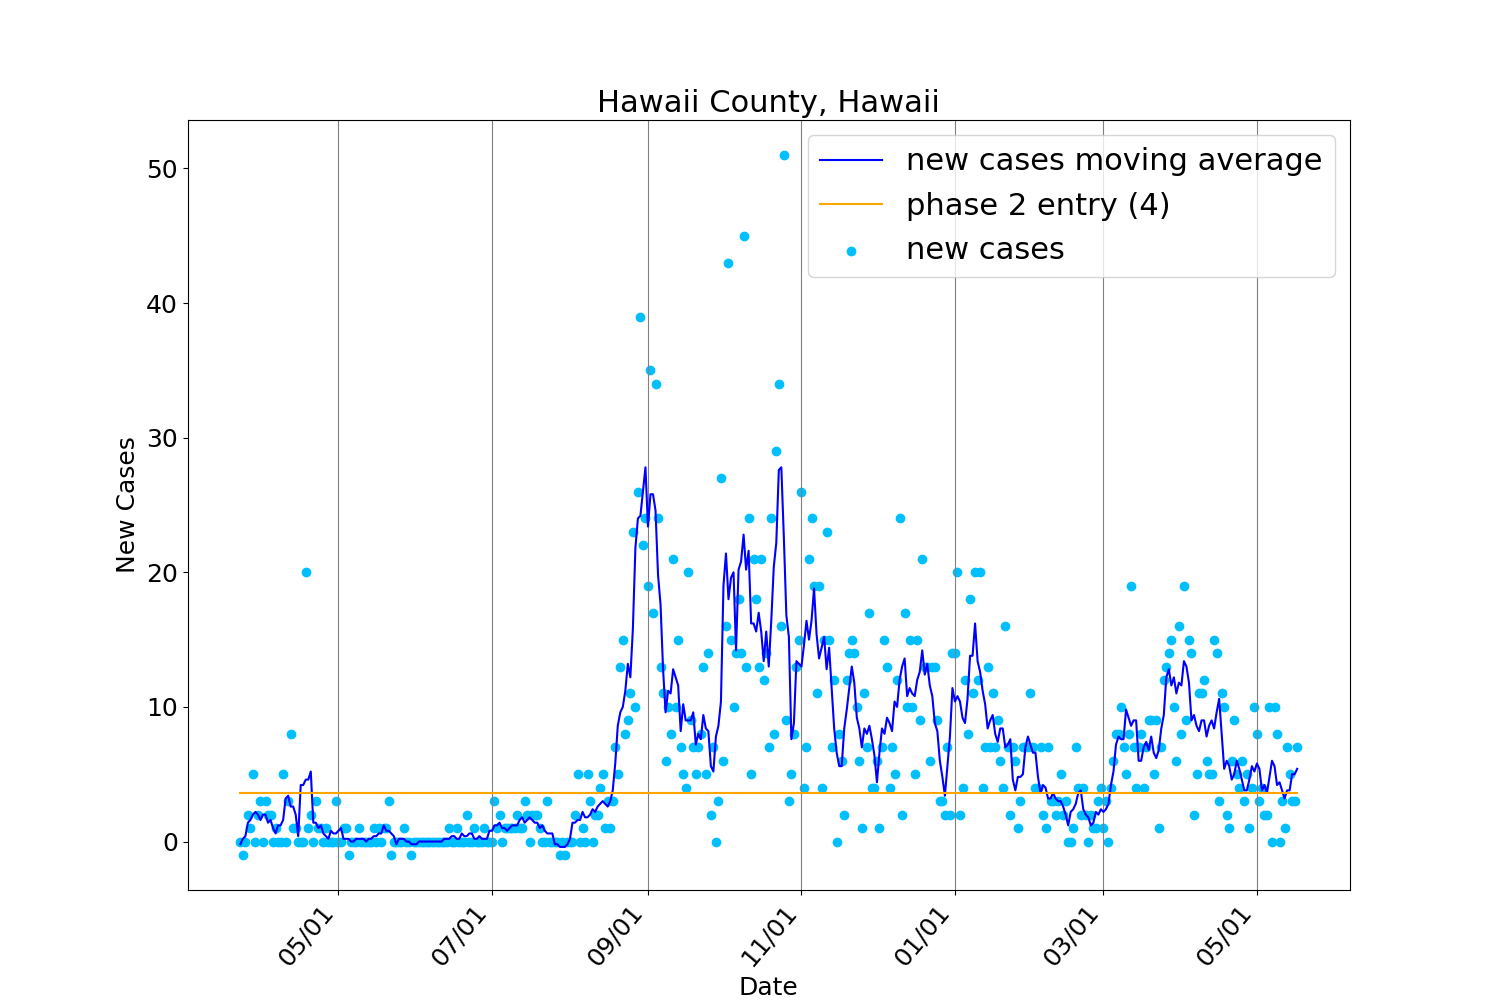 Hawaii County, Hawaii
new cases moving average
phase 2 entry (4)
new cases
New Cases
50
40
30
20
10
0
05/01
07/01
09/01
11/01
01/01
03/01
05/01
Date